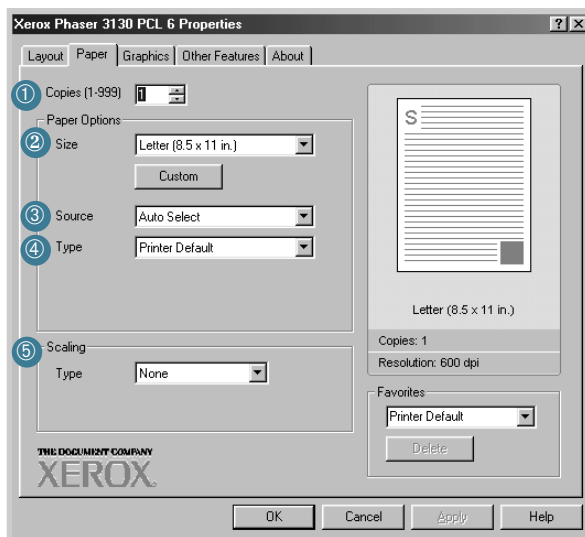 Xerox Phaser 3130 PCL 6 Properties
? ×
Layout Paper Graphics Other Features About
① Copies (1-999) 1
Paper Options
② Size Letter (8.5 x 11 in.)
Custom
③ Source Auto Select
④ Type Printer Default
S
Letter (8.5 x 11 in.)
Copies: 1
Resolution: 600 dpi
⑤ Scaling
Type None
Favorites
Printer Default
Delete
THE DOCUMENT COMPANY
XEROX®
OK Cancel Apply Help